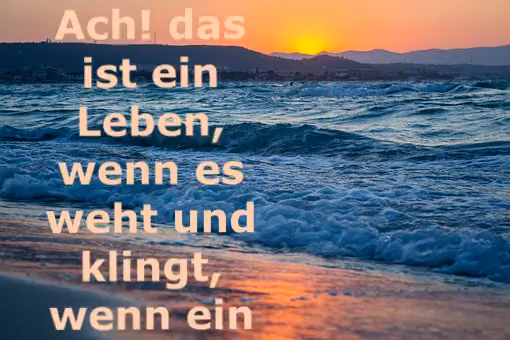 Ach! das
ist ein
Leben,
wenn es
weht und
klingt,
wenn ein